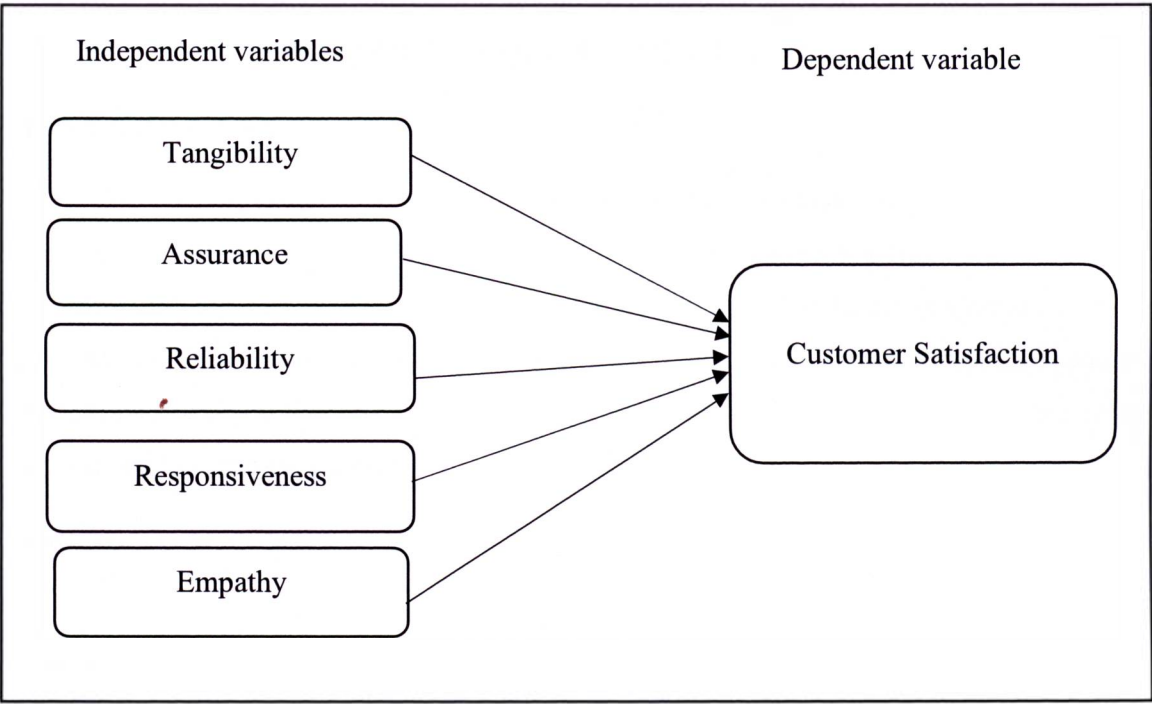 Independent variables
Dependent variable
Tangibility
Assurance
Reliability
Responsiveness
Empathy
Customer Satisfaction